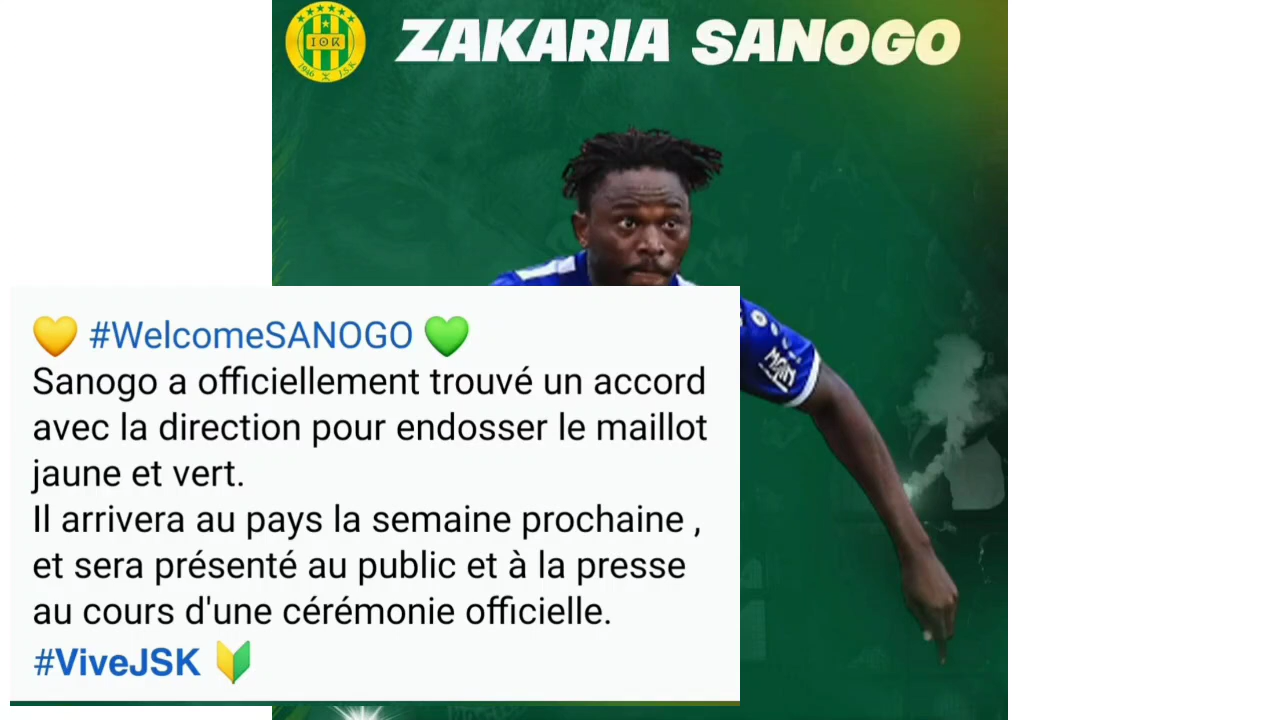 ZAKARIA SANOGO
1946 J.S.K
💛 #WelcomeSANOGO 💚
Sanogo a officiellement trouvé un accord
avec la direction pour endosser le maillot
jaune et vert.
Il arrivera au pays la semaine prochaine ,
et sera présenté au public et à la presse
au cours d'une cérémonie officielle.
#ViveJSK 🔰